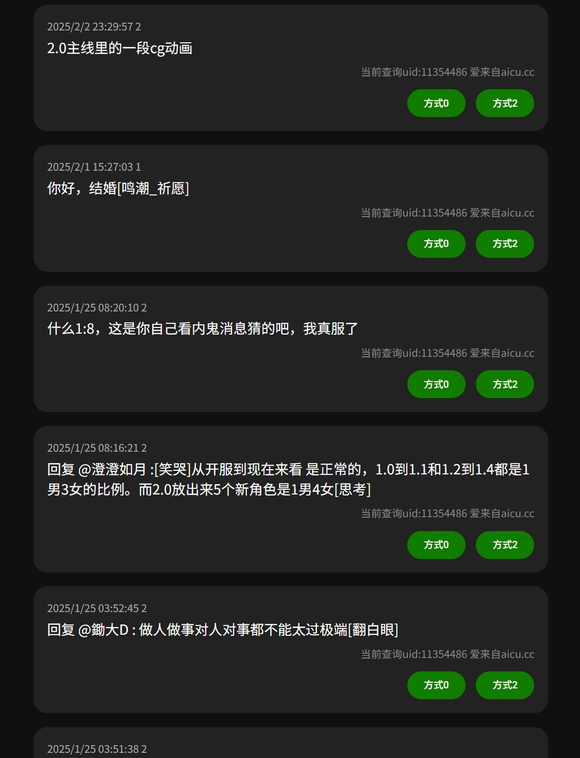 2025/2/2 23:29:57 2
2.0主线里的一段cg动画
当前查询uid:11354486 爱来自aicu.cc
方式0 方式2
2025/2/1 15:27:03 1
你好，结婚[鸣潮_祈愿]
当前查询uid:11354486 爱来自aicu.cc
方式0 方式2
2025/1/25 08:20:10 2
什么1:8，这是你自己看内鬼消息猜的吧，我真服了
当前查询uid:11354486 爱来自aicu.cc
方式0 方式2
2025/1/25 08:16:21 2
回复 @澄澄如月 :[笑哭]从开服到现在来看 是正常的，1.0到1.1和1.2到1.4都是1
男3女的比例。而2.0放出来5个新角色是1男4女[思考]
当前查询uid:11354486 爱来自aicu.cc
方式0 方式2
2025/1/25 03:52:45 2
回复 @鋤大D : 做人做事对人对事都不能太过极端[翻白眼]
当前查询uid:11354486 爱来自aicu.cc
方式0 方式2
2025/1/25 03:51:38 2